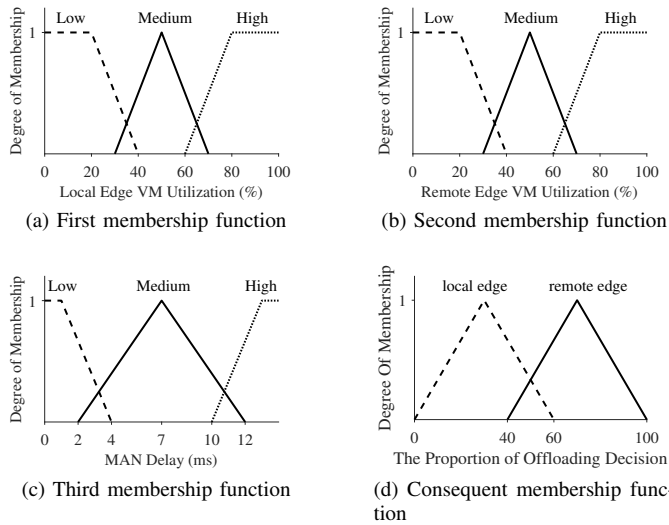 Low Medium High
Degree of Membership
1
0 20 40 60 80 100
Local Edge VM Utilization (%)
(a) First membership function
Low Medium High
Degree of Membership
1
0 20 40 60 80 100
Remote Edge VM Utilization (%)
(b) Second membership function
Low Medium High
Degree of Membership
1
0 2 4 7 10 12
MAN Delay (ms)
(c) Third membership function
local edge remote edge
Degree Of Membership
1
0 40 60 100
The Proportion of Offloading Decision
(d) Consequent membership func-
tion